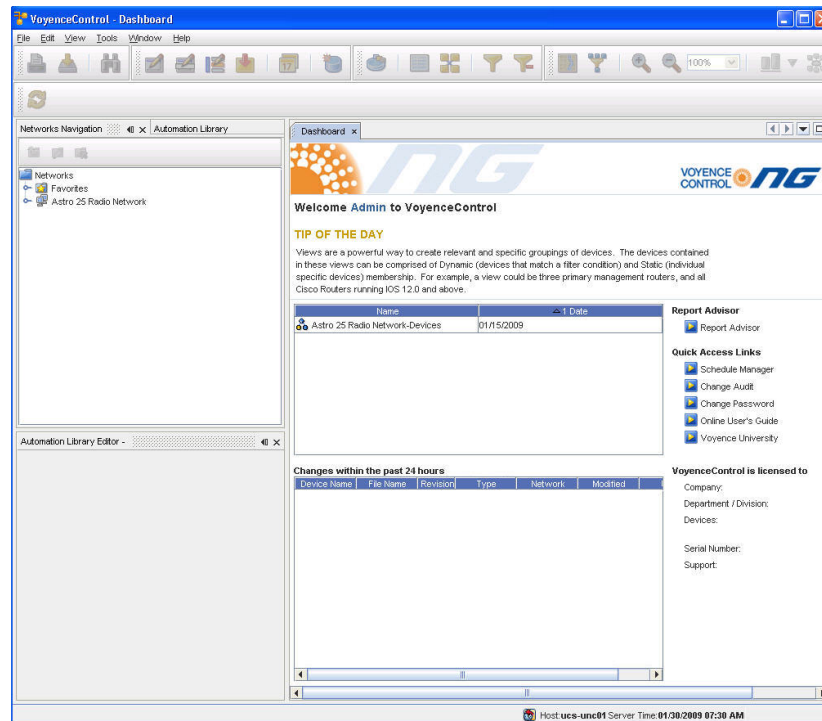 VoyenceControl - Dashboard
File Edit View Tools Window Help
17
100%
Networks Navigation Automation Library
Dashboard
Networks
Favorites
Astro 25 Radio Network
NG
VOYENCE
CONTROL NG
Welcome Admin to VoyenceControl
TIP OF THE DAY
Views are a powerful way to create relevant and specific groupings of devices. The devices contained
in these views can be comprised of Dynamic (devices that match a filter condition) and Static (individual
specific devices) membership. For example, a view could be three primary management routers, and all
Cisco Routers running IOS 12.0 and above.
Name 1 Date
Astro 25 Radio Network-Devices 01/15/2009
Report Advisor
Report Advisor
Quick Access Links
Schedule Manager
Change Audit
Change Password
Online User's Guide
Voyence University
Automation Library Editor -
Changes within the past 24 hours
Device Name File Name Revision Type Network Modified
VoyenceControl is licensed to
Company:
Department / Division:
Devices:
Serial Number:
Support:
Host:ucs-unc01 Server Time:01/30/2009 07:30 AM